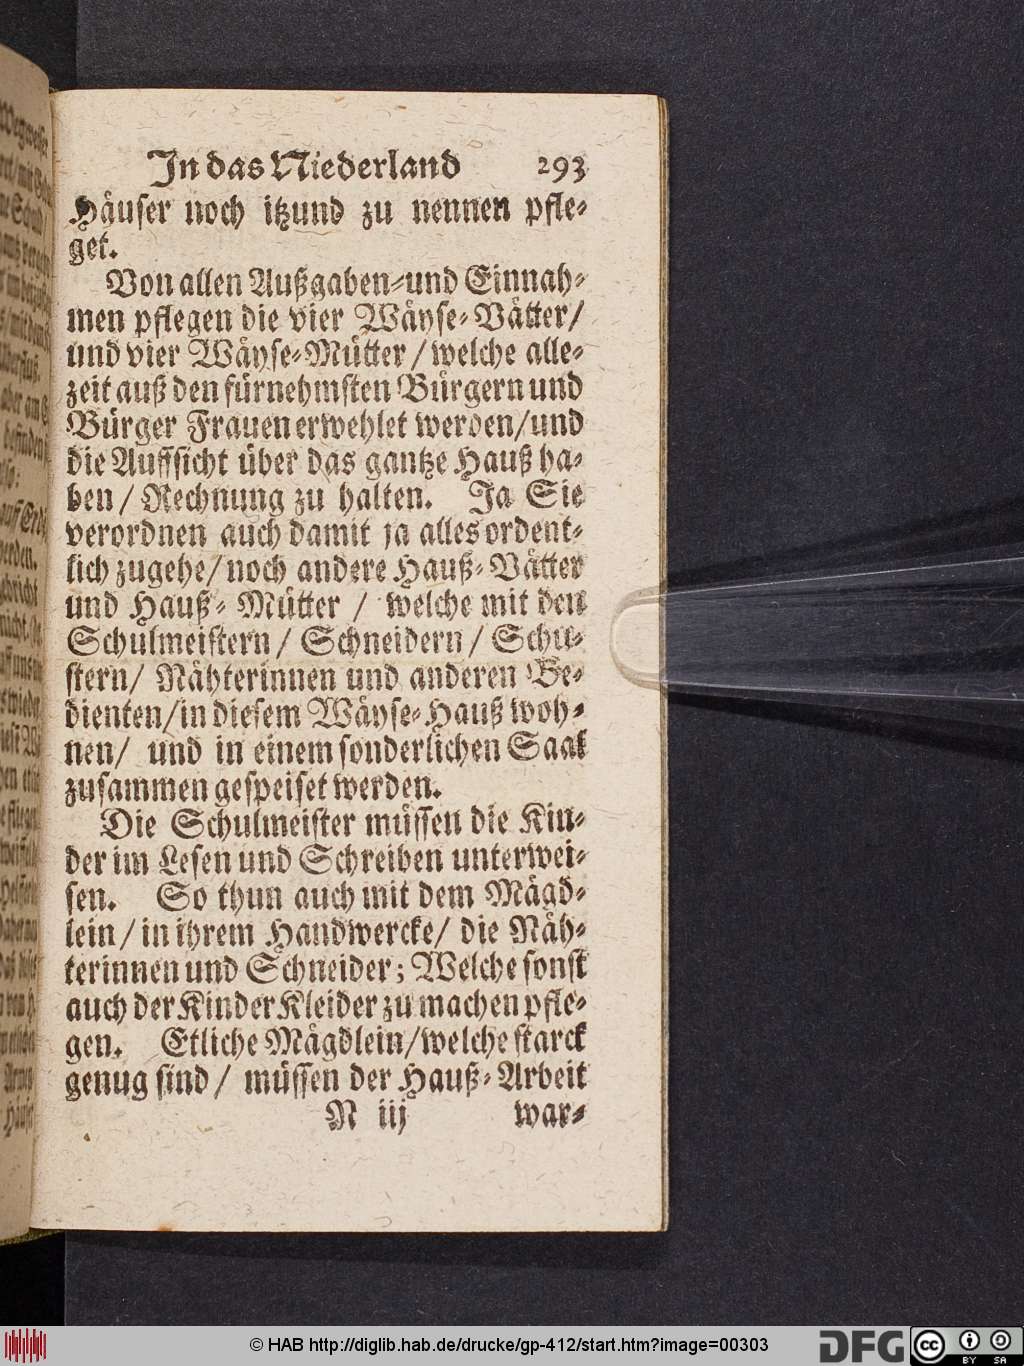 In das Niederland 293
Häuser noch itzund zu nennen pfle-
get.
Von allen Außgaben-und Einnah-
men pflegen die vier Wäyse-Vätter/
und vier Wäyse-Mütter/welche alle-
zeit auß den fürnehmsten Bürgern und
Bürger Frauen erwehlet werden/und
die Auffsicht über das gantze Hauß ha-
ben/ Rechnung zu halten. Ja Sie
verordnen auch damit ja alles ordent-
lich zugehe/noch andere Hauß-Vätter
und Hauß-Mütter / welche mit den
Schulmeistern/ Schneidern/ Schu-
stern/ Nähterinnen und anderen Be-
dienten/in diesem Wäyse-Hauß woh-
nen/ und in einem sonderlichen Saal
zusammen gespeiset werden.
Die Schulmeister müssen die Kin-
der im Lesen und Schreiben unterwei-
sen. So thun auch mit dem Mägd-
lein/in ihrem Handwercke/ die Näh-
terinnen und Schneider; Welche sonst
auch der Kinder Kleider zu machen pfle-
gen. Etliche Mägdlein/welche starck
genug sind/ müssen der Hauß-Arbeit
N iij war-
© HAB http://diglib.hab.de/drucke/gp-412/start.htm?image=00303
DFG
cc
BY SA